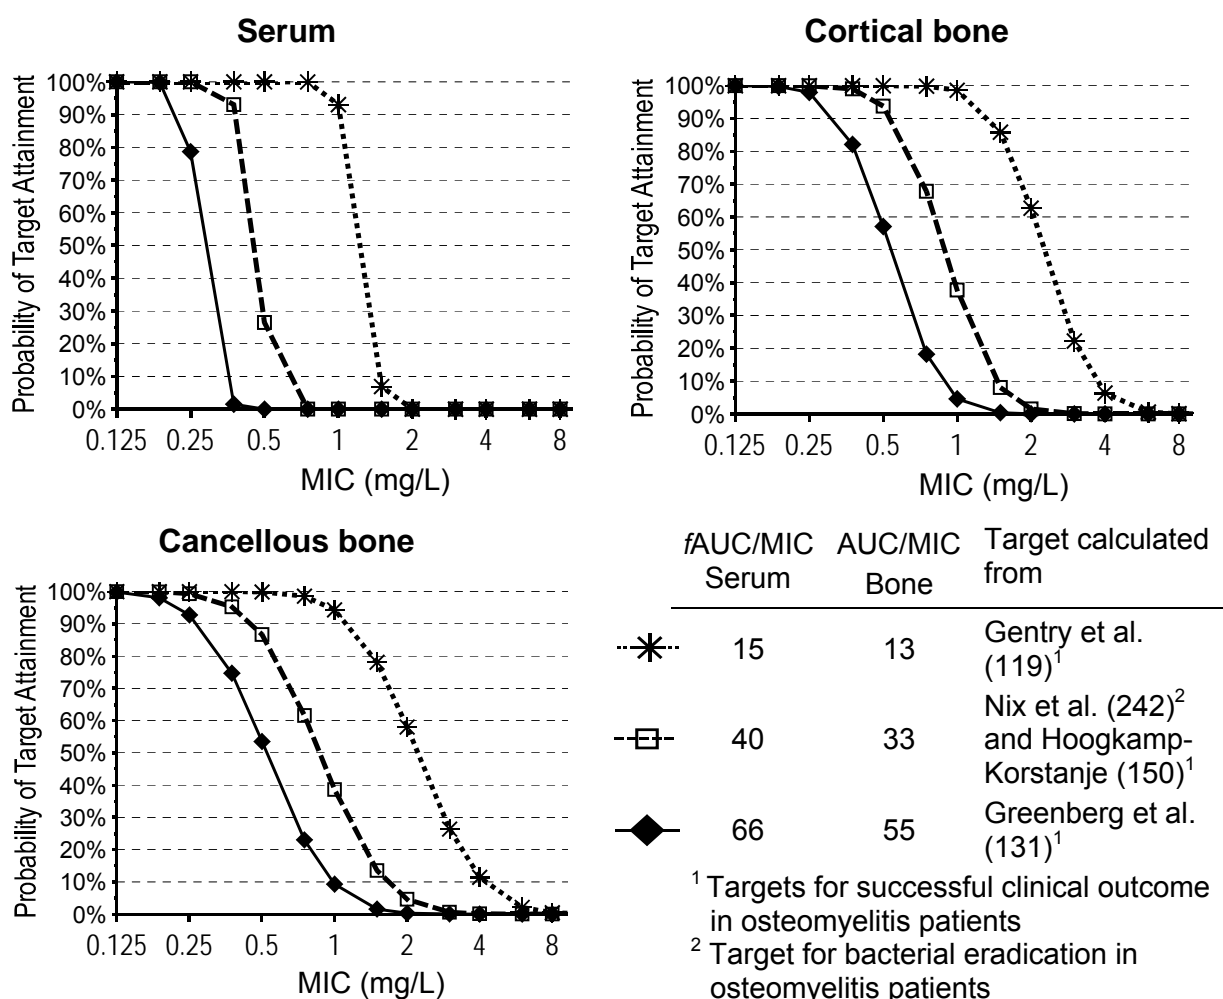 Serum
Probability of Target Attainment
100%
90%
80%
70%
60%
50%
40%
30%
20%
10%
0%
0.125 0.25 0.5 1 2 4 8
MIC (mg/L)
Cortical bone
Probability of Target Attainment
100%
90%
80%
70%
60%
50%
40%
30%
20%
10%
0%
0.125 0.25 0.5 1 2 4 8
MIC (mg/L)
Cancellous bone
Probability of Target Attainment
100%
90%
80%
70%
60%
50%
40%
30%
20%
10%
0%
0.125 0.25 0.5 1 2 4 8
MIC (mg/L)
fAUC/MIC AUC/MIC Target calculated
Serum Bone from
15 13 Gentry et al.
(119)1
Nix et al. (242)2
40 33 and Hoogkamp-
Korstanje (150)1
66 55 Greenberg et al.
(131)1
1 Targets for successful clinical outcome
in osteomyelitis patients
2 Target for bacterial eradication in
osteomyelitis patients